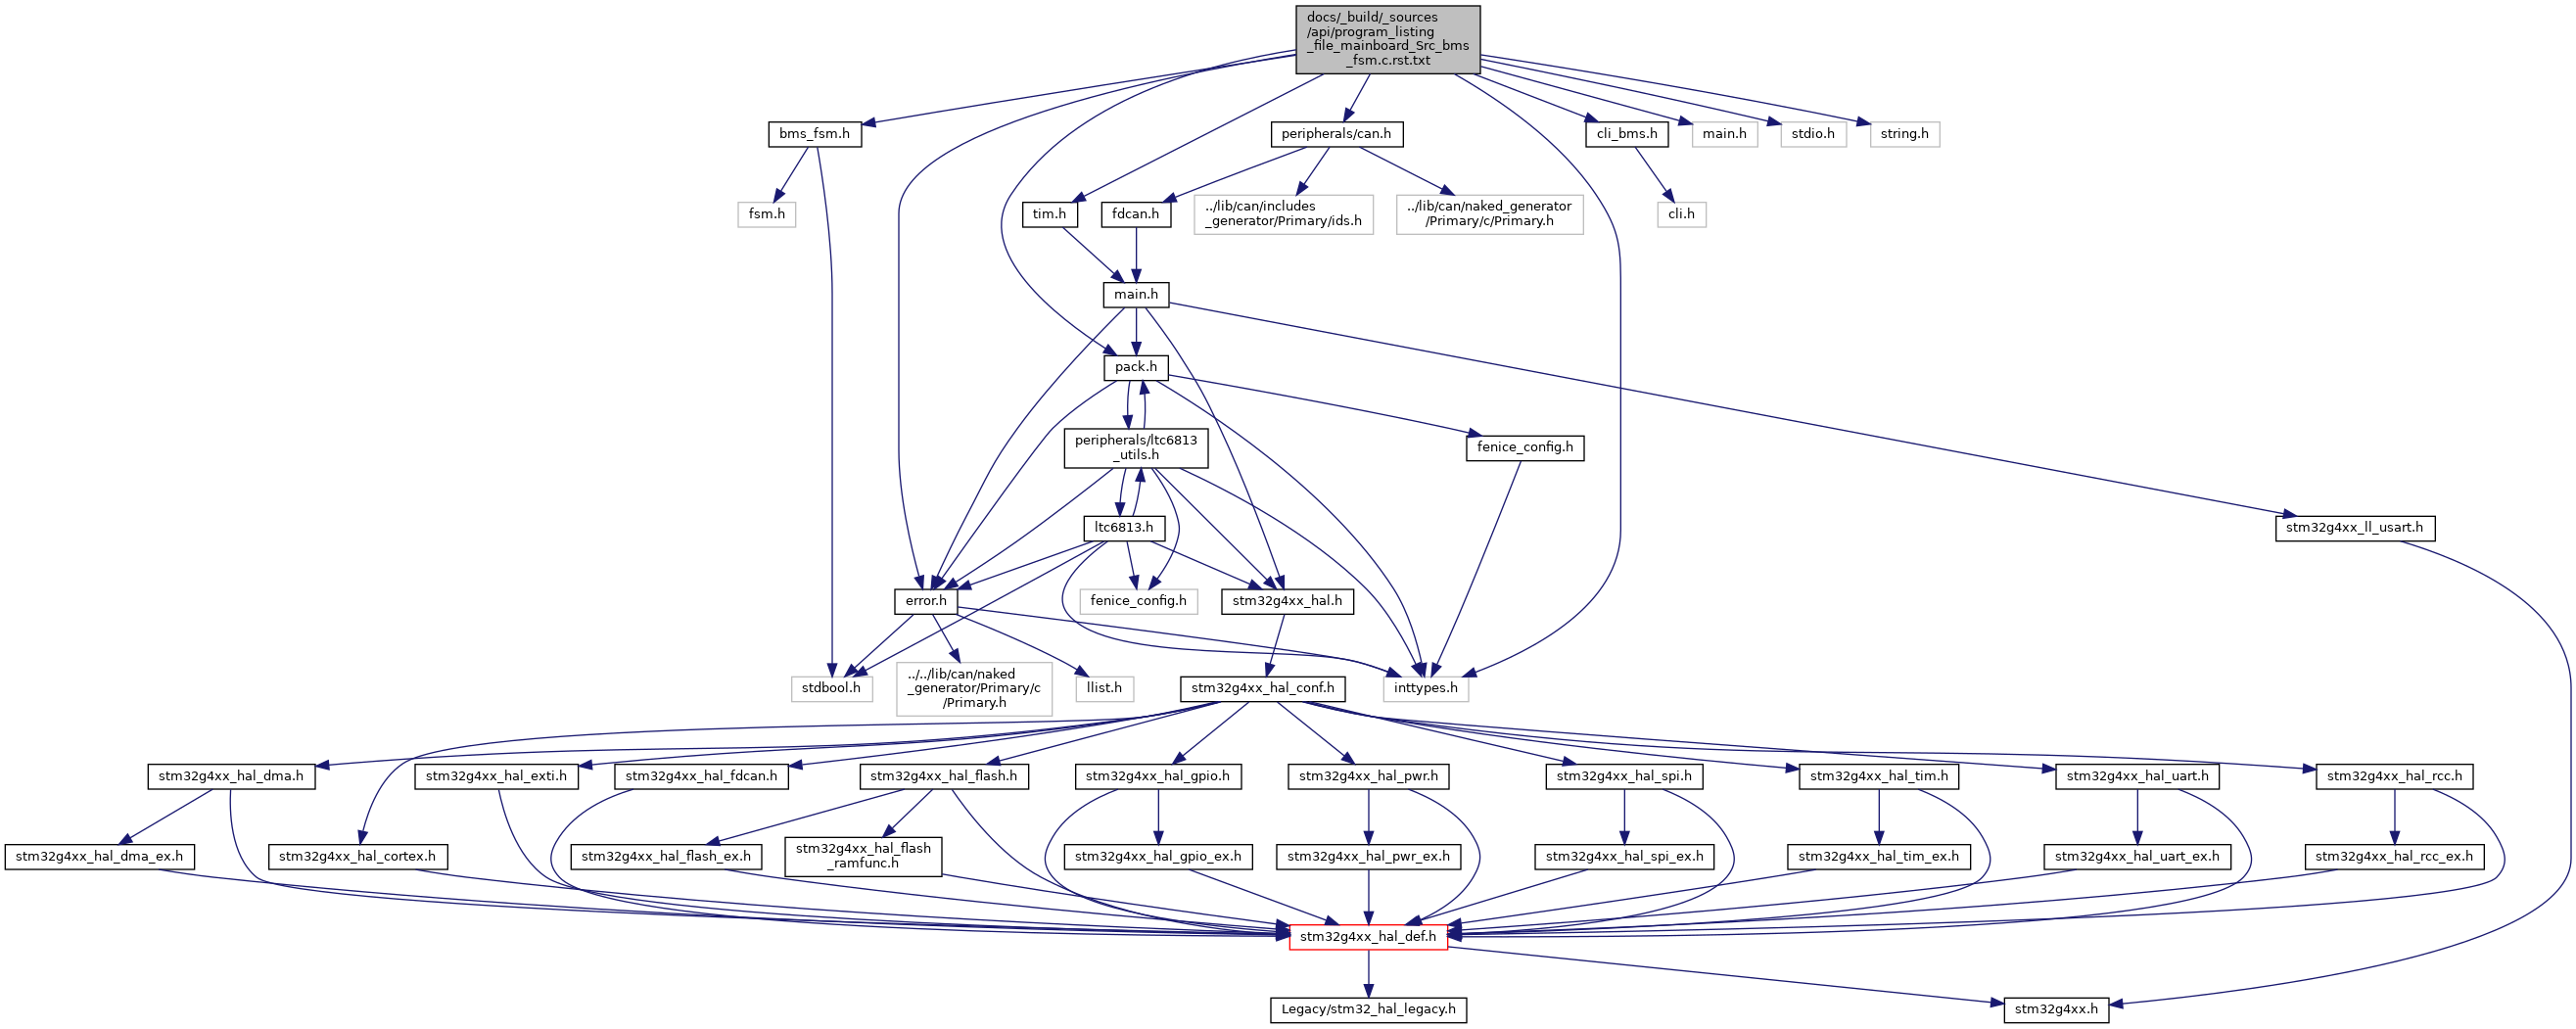 docs/_build/_sources
/api/program_listing
_file_mainboard_Src_bms
_fsm.c.rst.txt
bms_fsm.h
peripherals/can.h
cli_bms.h
main.h
stdio.h
string.h
fsm.h
tim.h
fdcan.h
../lib/can/includes
_generator/Primary/ids.h
../lib/can/naked_generator
/Primary/c/Primary.h
cli.h
main.h
pack.h
peripherals/ltc6813
_utils.h
fenice_config.h
ltc6813.h
stm32g4xx_ll_usart.h
error.h
fenice_config.h
stm32g4xx_hal.h
stdbool.h
../../lib/can/naked
_generator/Primary/c
/Primary.h
llist.h
stm32g4xx_hal_conf.h
inttypes.h
stm32g4xx_hal_dma.h
stm32g4xx_hal_exti.h
stm32g4xx_hal_fdcan.h
stm32g4xx_hal_flash.h
stm32g4xx_hal_gpio.h
stm32g4xx_hal_pwr.h
stm32g4xx_hal_spi.h
stm32g4xx_hal_tim.h
stm32g4xx_hal_uart.h
stm32g4xx_hal_rcc.h
stm32g4xx_hal_dma_ex.h
stm32g4xx_hal_cortex.h
stm32g4xx_hal_flash_ex.h
stm32g4xx_hal_flash
_ramfunc.h
stm32g4xx_hal_gpio_ex.h
stm32g4xx_hal_pwr_ex.h
stm32g4xx_hal_spi_ex.h
stm32g4xx_hal_tim_ex.h
stm32g4xx_hal_uart_ex.h
stm32g4xx_hal_rcc_ex.h
stm32g4xx_hal_def.h
Legacy/stm32_hal_legacy.h
stm32g4xx.h